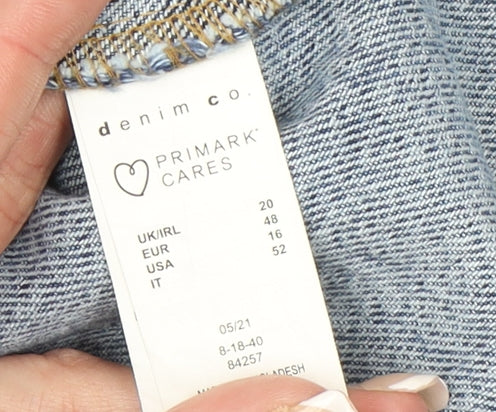 denim co.
PRIMARK
CARES
UK/IRL 20
EUR 48
USA 16
IT 52
05/21
8-18-40
84257